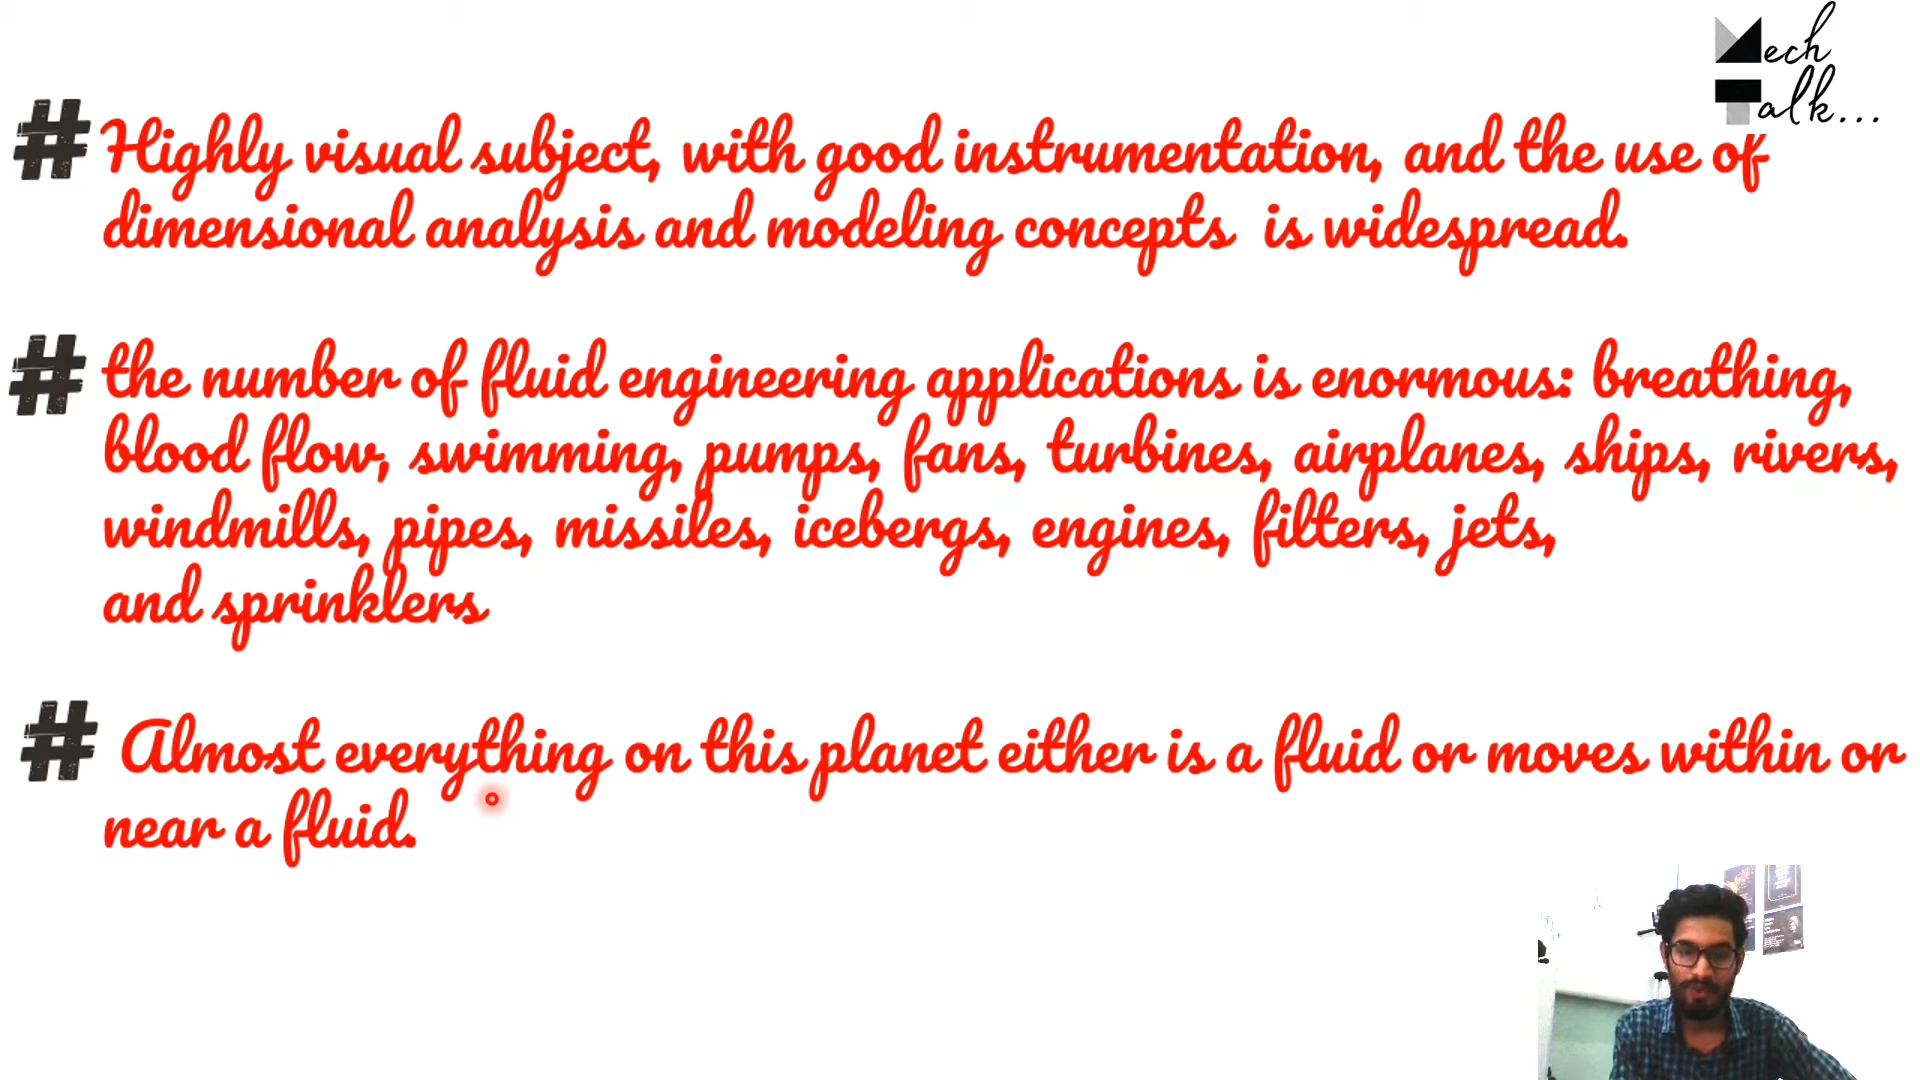 Mech
Talk...
# Highly visual subject, with good instrumentation, and the use of
dimensional analysis and modeling concepts is widespread.
# the number of fluid engineering applications is enormous: breathing,
blood flow, swimming, pumps, fans, turbines, airplanes, ships, rivers,
windmills, pipes, missiles, icebergs, engines, filters, jets,
and sprinklers
# Almost everything on this planet either is a fluid or moves within or
near a fluid.